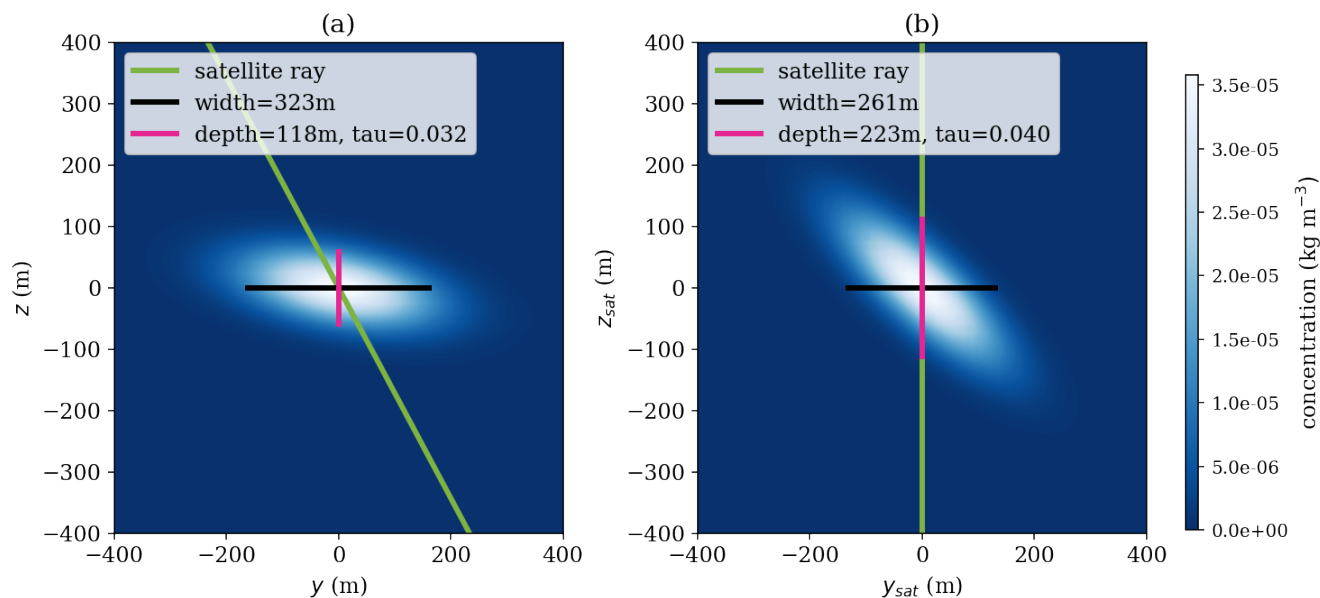 (a)
400
300
200
100
0
−100
−200
−300
−400
z (m)
−400
−200
0
200
400
y (m)
satellite ray
width=323m
depth=118m, tau=0.032
(b)
400
300
200
100
0
−100
−200
−300
−400
z_sat (m)
−400
−200
0
200
400
y_sat (m)
satellite ray
width=261m
depth=223m, tau=0.040
3.5e-05
3.0e-05
2.5e-05
2.0e-05
1.5e-05
1.0e-05
5.0e-06
0.0e+00
concentration (kg m⁻³)